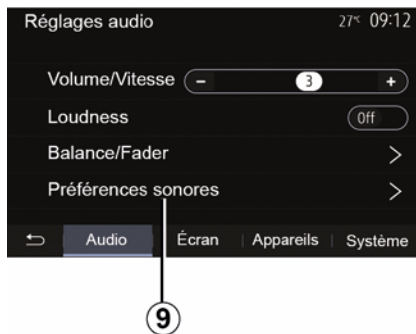 Réglages audio 27°C 09:12
Volume/Vitesse - 3 +
Loudness Off
Balance/Fader >
Préférences sonores >
Audio Écran Appareils Système
9